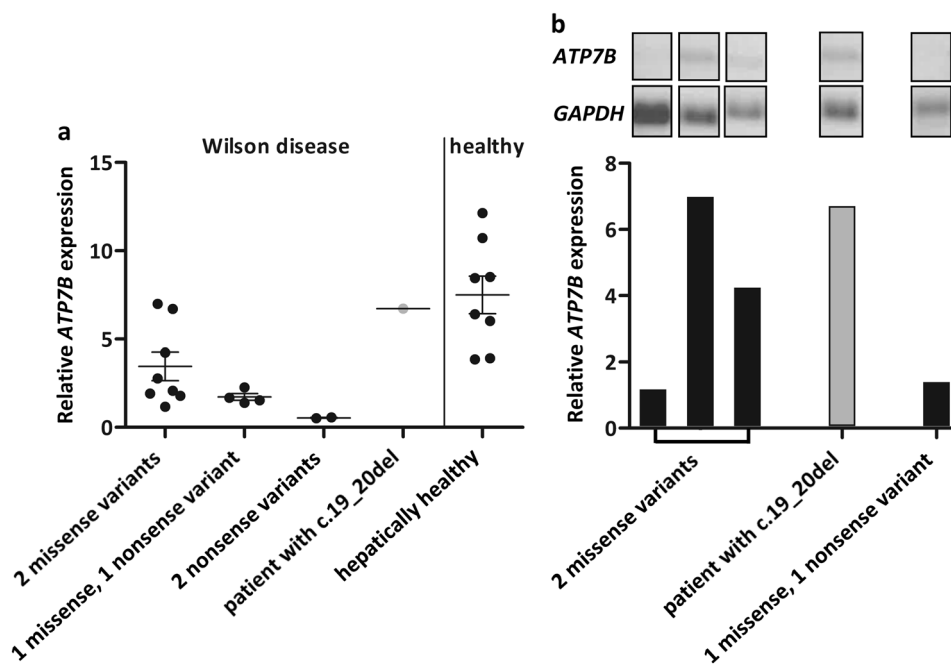 a
Wilson disease
healthy
Relative ATP7B expression
15
10
5
0
2 missense variants
1 missense, 1 nonsense variant
2 nonsense variants
patient with c.19_20del
hepatically healthy
b
ATP7B
GAPDH
Relative ATP7B expression
8
6
4
2
0
2 missense variants
patient with c.19_20del
1 missense, 1 nonsense variant